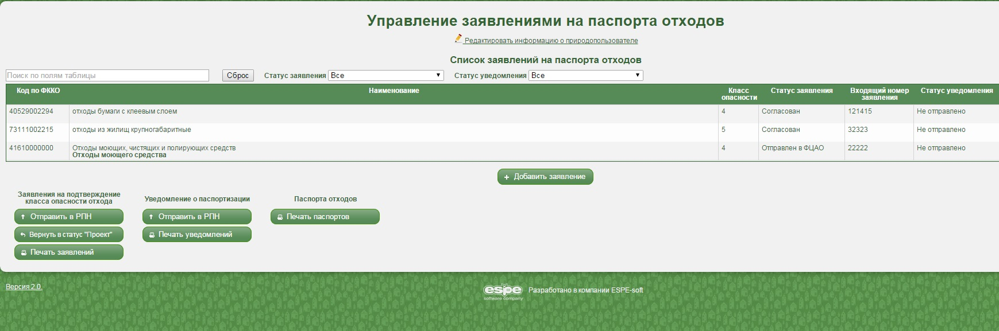 Управление заявлениями на паспорта отходов
Редактировать информацию о природопользователе
Список заявлений на паспорта отходов
Поиск по полям таблицы Сброс Статус заявления Все Статус уведомления Все
Код по ФККО Наименование Класс опасности Статус заявления Входящий номер заявления Статус уведомления
40529002294 отходы бумаги с клеевым слоем 4 Согласован 121415 Не отправлено
73111002215 отходы из жилищ крупногабаритные 5 Согласован 32323 Не отправлено
41610000000 Отходы моющих, чистящих и полирующих средств 4 Отправлен в ФЦАО 22222 Не отправлено
Отходы моющего средства
+ Добавить заявление
Заявления на подтверждение
класса опасности отхода
Отправить в РПН
Вернуть в статус "Проект"
Печать заявлений
Уведомление о паспортизации
Отправить в РПН
Печать уведомлений
Паспорта отходов
Печать паспортов
Версия 2.0.
espe
software company
Разработано в компании ESPE-soft